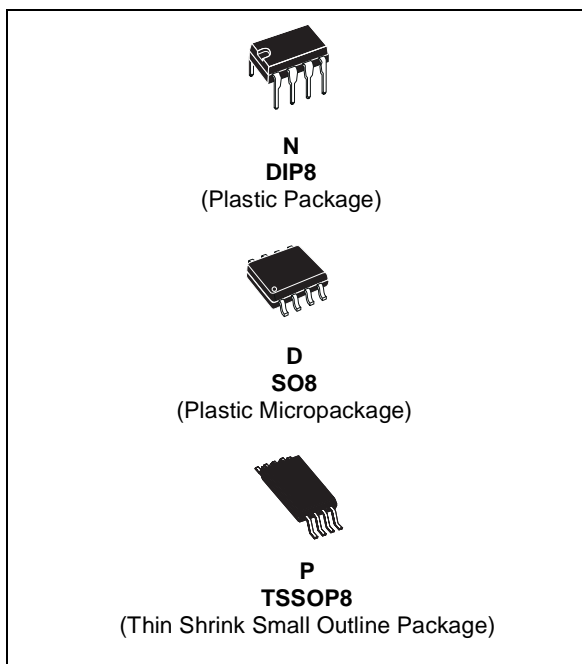 N
DIP8
(Plastic Package)
D
SO8
(Plastic Micropackage)
P
TSSOP8
(Thin Shrink Small Outline Package)